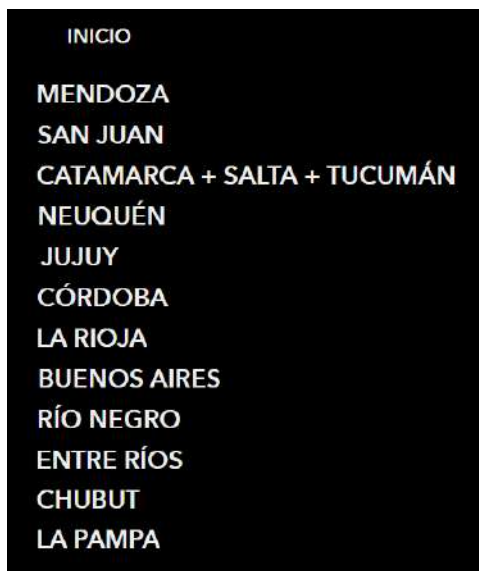 INICIO
MENDOZA
SAN JUAN
CATAMARCA + SALTA + TUCUMÁN
NEUQUÉN
JUJUY
CÓRDOBA
LA RIOJA
BUENOS AIRES
RÍO NEGRO
ENTRE RÍOS
CHUBUT
LA PAMPA